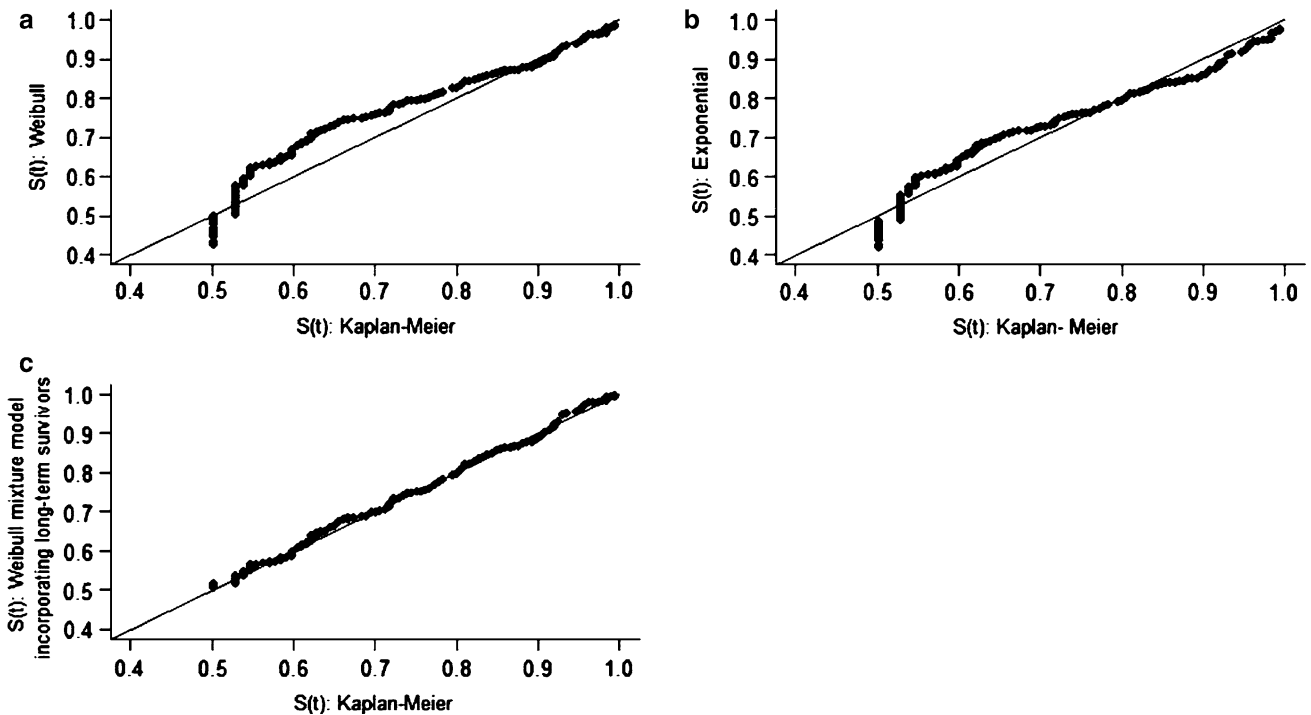 a
1.0
0.9
0.8
0.7
0.6
0.5
0.4
S(t): Weibull
0.4 0.5 0.6 0.7 0.8 0.9 1.0
S(t): Kaplan-Meier
b
1.0
0.9
0.8
0.7
0.6
0.5
0.4
S(t): Exponential
0.4 0.5 0.6 0.7 0.8 0.9 1.0
S(t): Kaplan- Meier
c
1.0
0.9
0.8
0.7
0.6
0.5
0.4
S(t): Weibull mixture model
incorporating long-term survivors
0.4 0.5 0.6 0.7 0.8 0.9 1.0
S(t): Kaplan-Meier